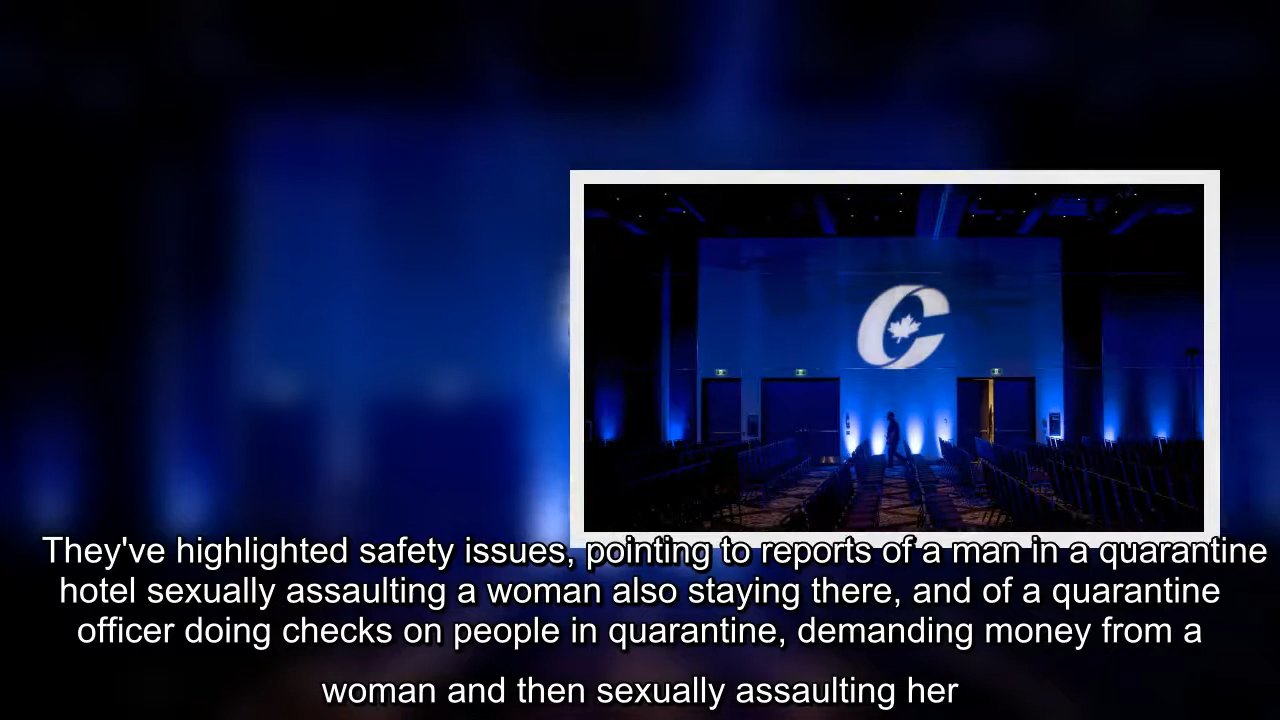 They've highlighted safety issues, pointing to reports of a man in a quarantine
hotel sexually assaulting a woman also staying there, and of a quarantine
officer doing checks on people in quarantine, demanding money from a
woman and then sexually assaulting her